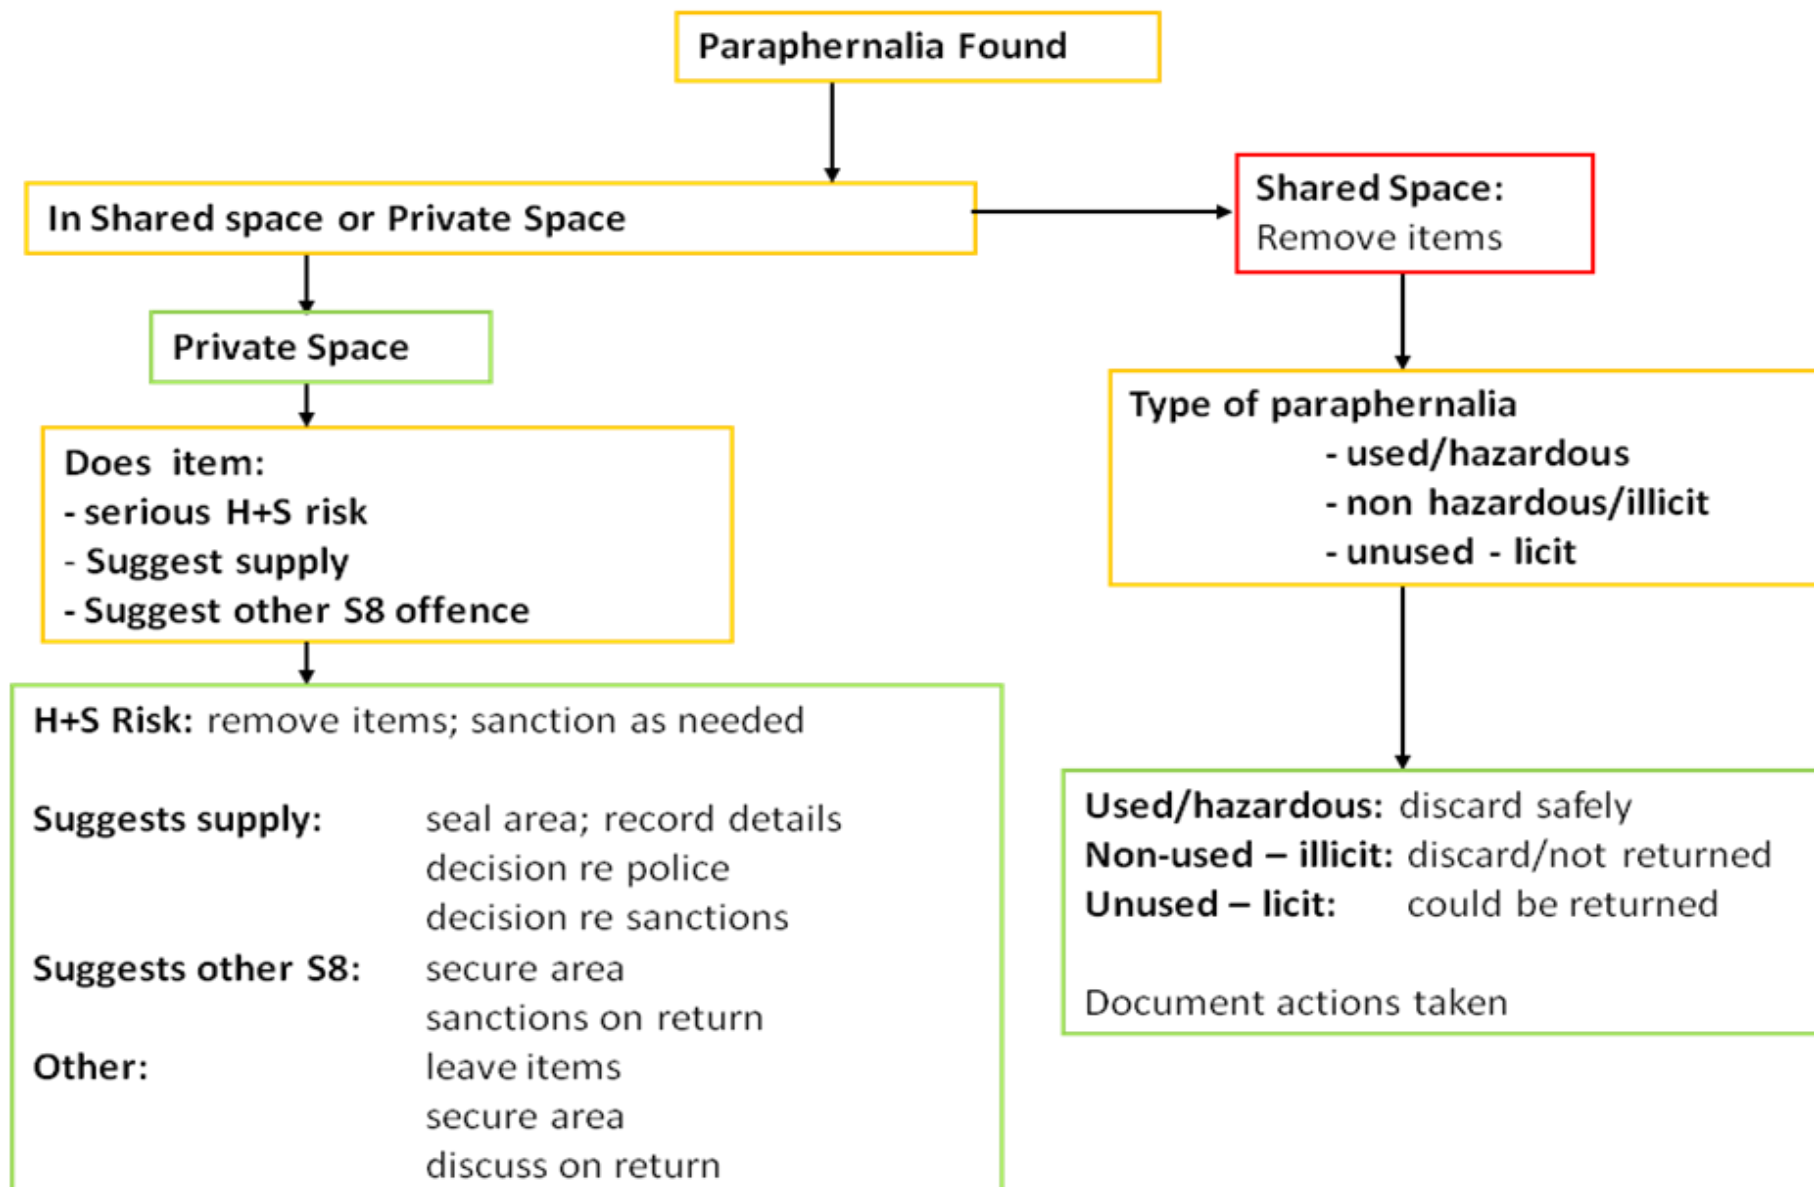 Paraphernalia Found
In Shared space or Private Space
Shared Space:
Remove items
Private Space
Does item:
- serious H+S risk
- Suggest supply
- Suggest other S8 offence
Type of paraphernalia
- used/hazardous
- non hazardous/illicit
- unused - licit
H+S Risk: remove items; sanction as needed
Suggests supply: seal area; record details
decision re police
decision re sanctions
Suggests other S8: secure area
sanctions on return
Other: leave items
secure area
discuss on return
Used/hazardous: discard safely
Non-used – illicit: discard/not returned
Unused – licit: could be returned
Document actions taken